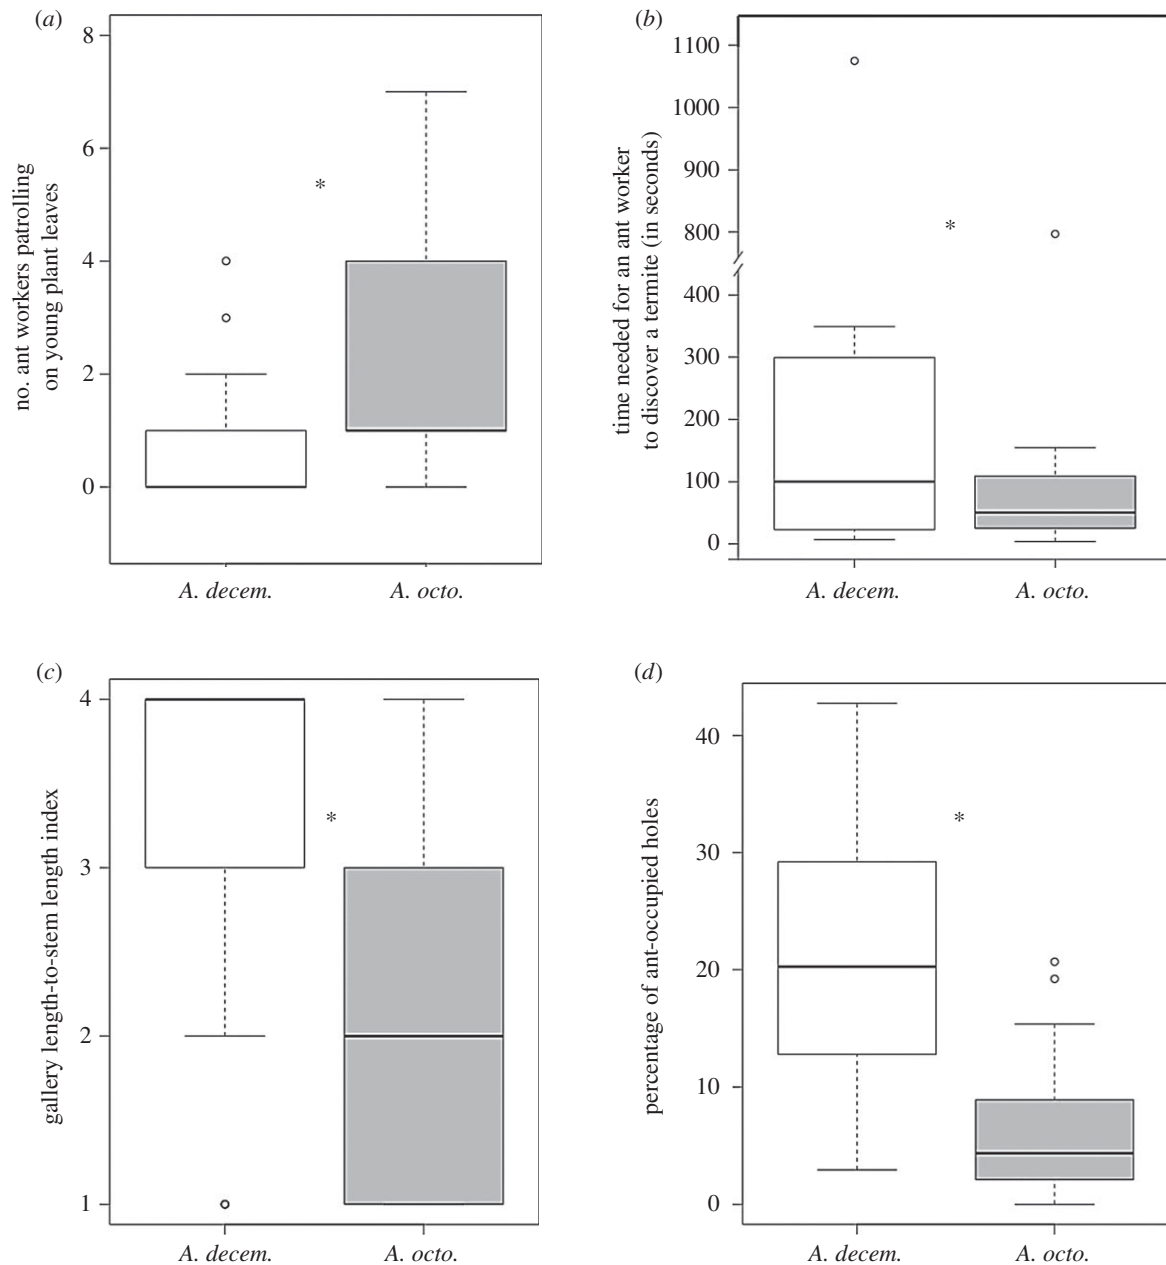 (a)
no. ant workers patrolling
on young plant leaves
8
6
4
2
0
*
A. decem.
A. octo.
(b)
time needed for an ant worker
to discover a termite (in seconds)
1100
1000
900
800
400
300
200
100
0
*
A. decem.
A. octo.
(c)
gallery length-to-stem length index
4
3
2
1
*
A. decem.
A. octo.
(d)
percentage of ant-occupied holes
40
30
20
10
0
*
A. decem.
A. octo.